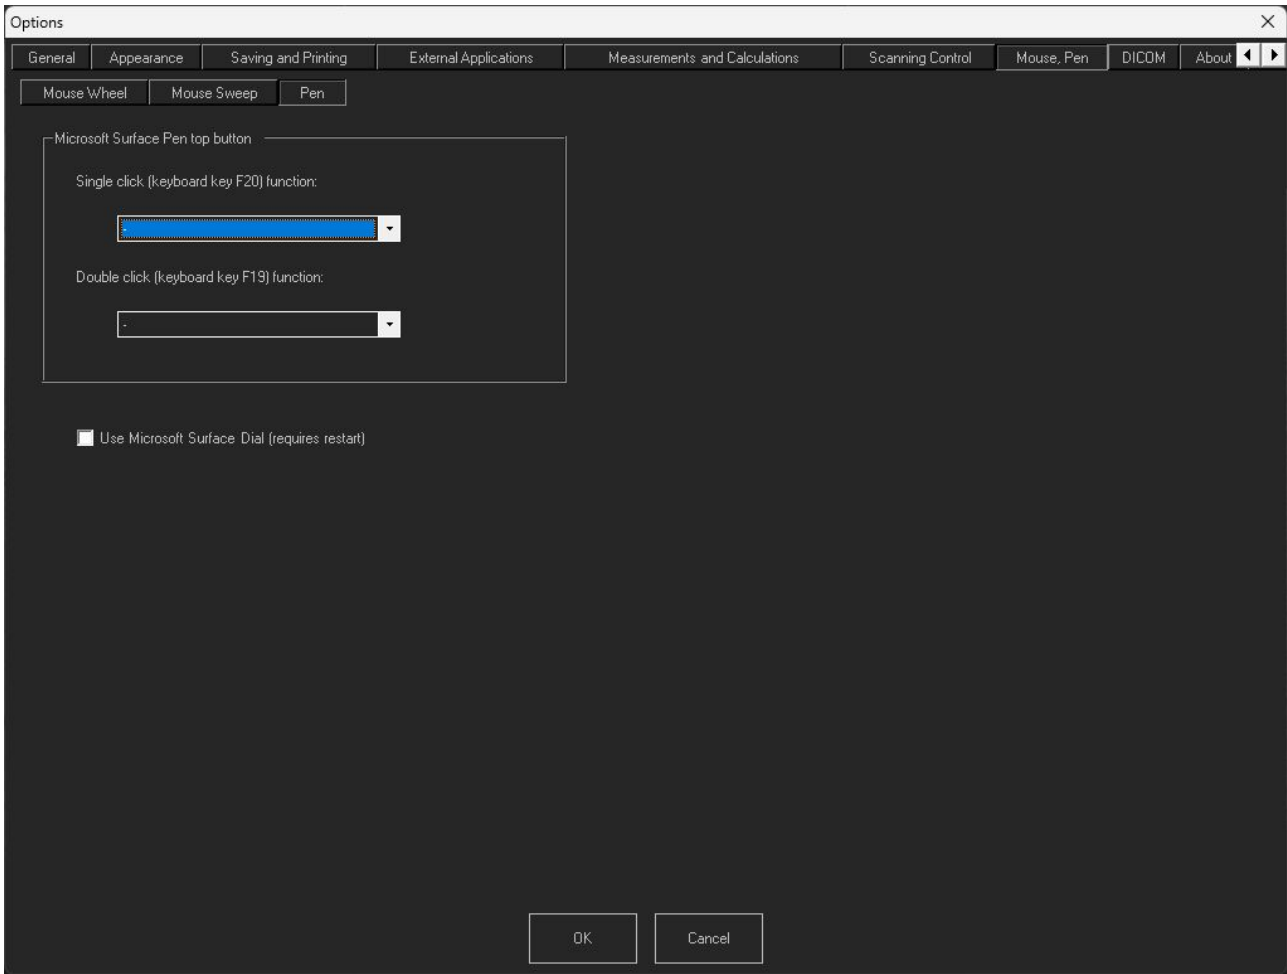 Options
General Appearance Saving and Printing External Applications Measurements and Calculations Scanning Control Mouse, Pen DICOM About
Mouse Wheel Mouse Sweep Pen
Microsoft Surface Pen top button
Single click (keyboard key F20) function:
-
Double click (keyboard key F19) function:
-
Use Microsoft Surface Dial (requires restart)
OK Cancel